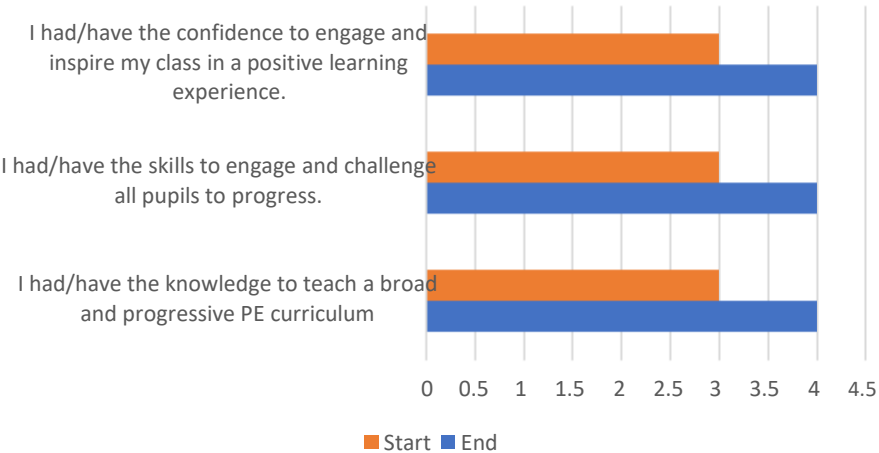 I had/have the confidence to engage and
inspire my class in a positive learning
experience.
I had/have the skills to engage and challenge
all pupils to progress.
I had/have the knowledge to teach a broad
and progressive PE curriculum
0 0.5 1 1.5 2 2.5 3 3.5 4 4.5
Start End